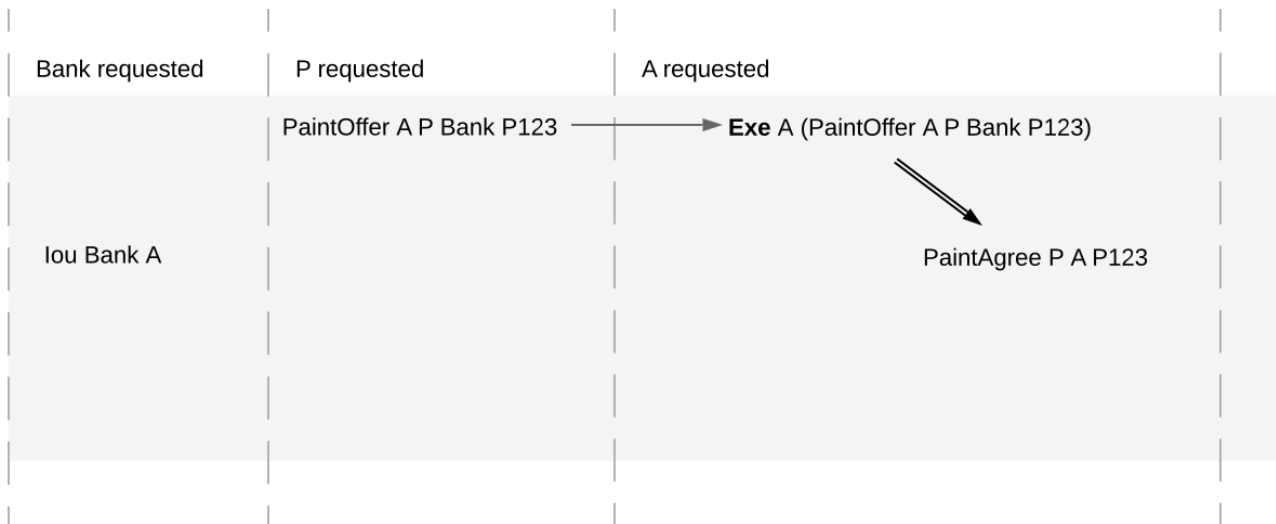 Bank requested
P requested
A requested
PaintOffer A P Bank P123
Exe A (PaintOffer A P Bank P123)
Iou Bank A
PaintAgree P A P123